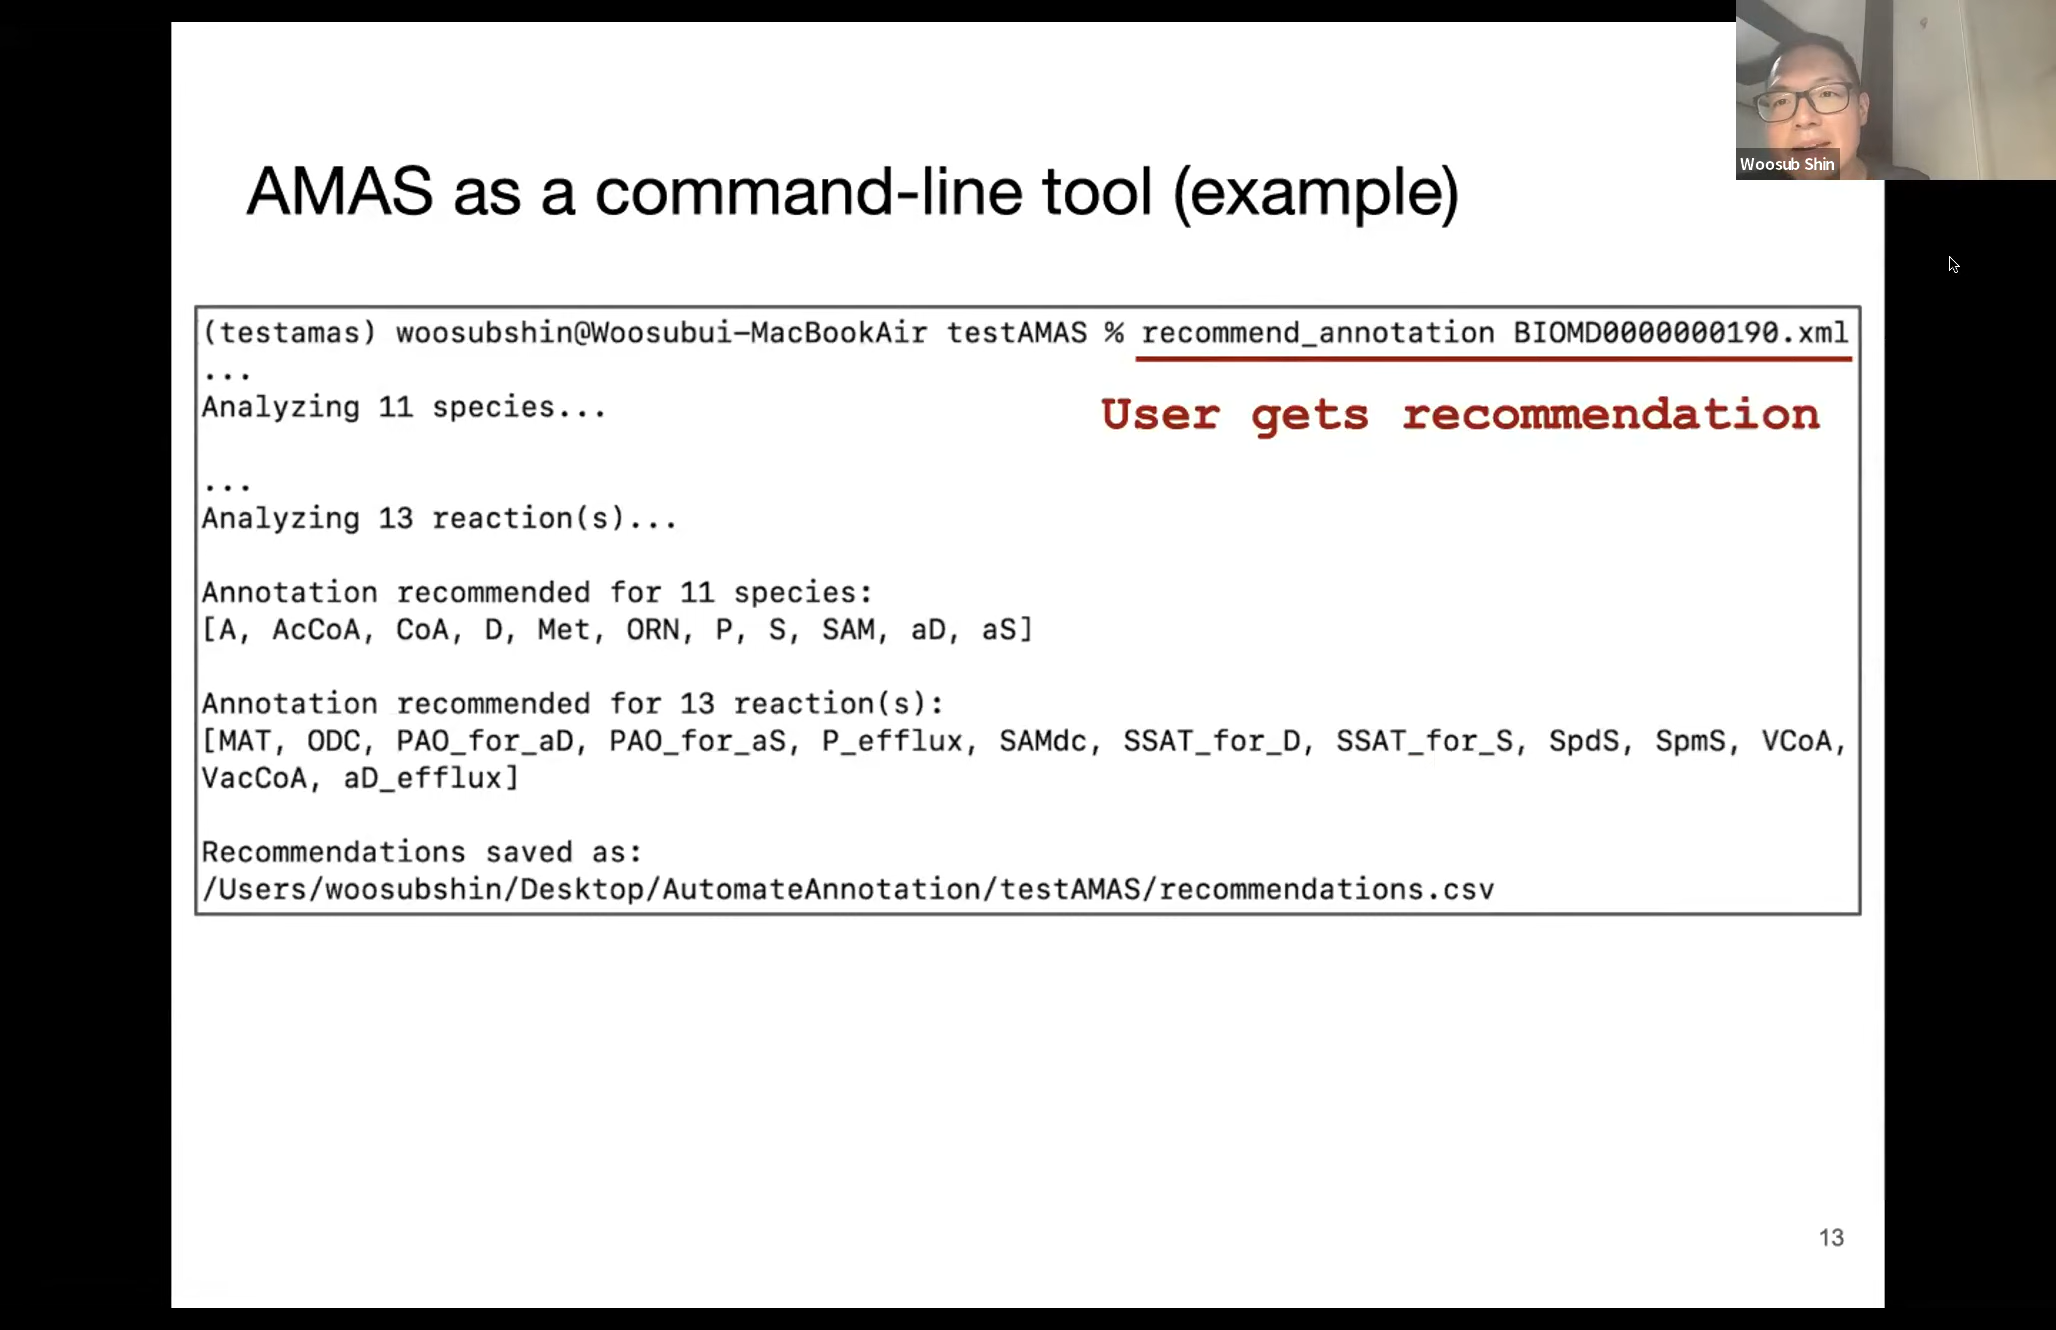 Woosub Shin
AMAS as a command-line tool (example)
(testamas) woosubshin@Woosubui-MacBookAir testAMAS % recommend_annotation BIOMD0000000190.xml
...
Analyzing 11 species...
User gets recommendation
...
Analyzing 13 reaction(s)...
Annotation recommended for 11 species:
[A, AcCoA, CoA, D, Met, ORN, P, S, SAM, aD, aS]
Annotation recommended for 13 reaction(s):
[MAT, ODC, PAO_for_aD, PAO_for_aS, P_efflux, SAMdc, SSAT_for_D, SSAT_for_S, SpdS, SpmS, VCoA,
VacCoA, aD_efflux]
Recommendations saved as:
/Users/woosubshin/Desktop/AutomateAnnotation/testAMAS/recommendations.csv
13